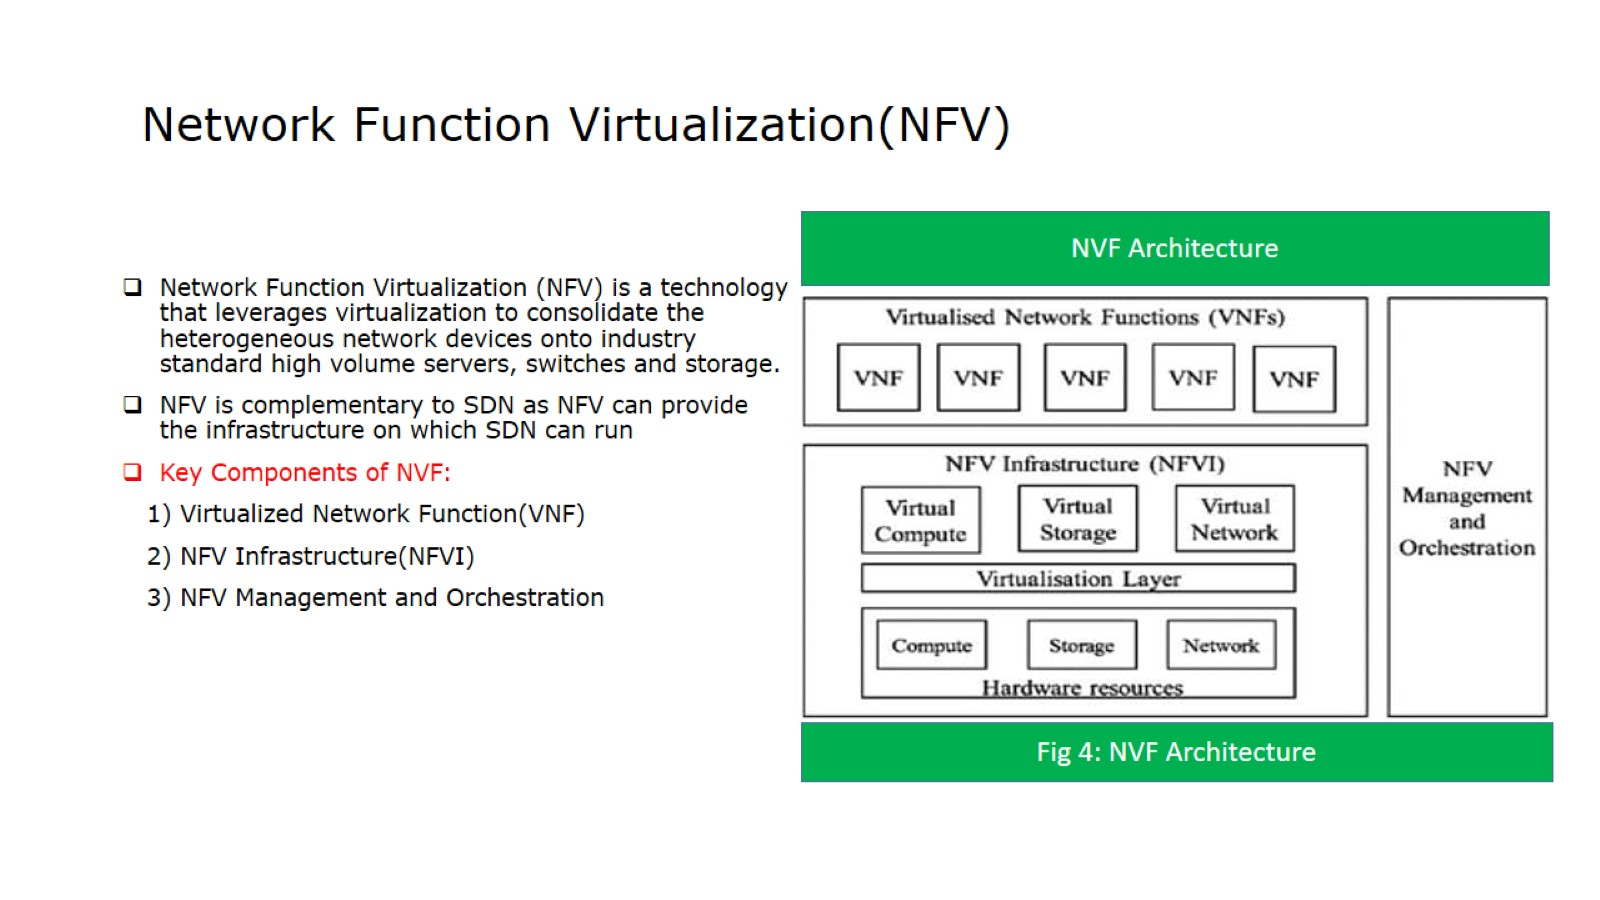 Network Function Virtualization(NFV)
Network Function Virtualization (NFV) is a technology
that leverages virtualization to consolidate the
heterogeneous network devices onto industry
standard high volume servers, switches and storage.
NFV is complementary to SDN as NFV can provide
the infrastructure on which SDN can run
Key Components of NVF:
1) Virtualized Network Function(VNF)
2) NFV Infrastructure(NFVI)
3) NFV Management and Orchestration
NVF Architecture
Virtualised Network Functions (VNFs)
VNF VNF VNF VNF VNF
NFV Infrastructure (NFVI)
Virtual
Compute
Virtual
Storage
Virtual
Network
Virtualisation Layer
Compute Storage Network
Hardware resources
NFV
Management
and
Orchestration
Fig 4: NVF Architecture